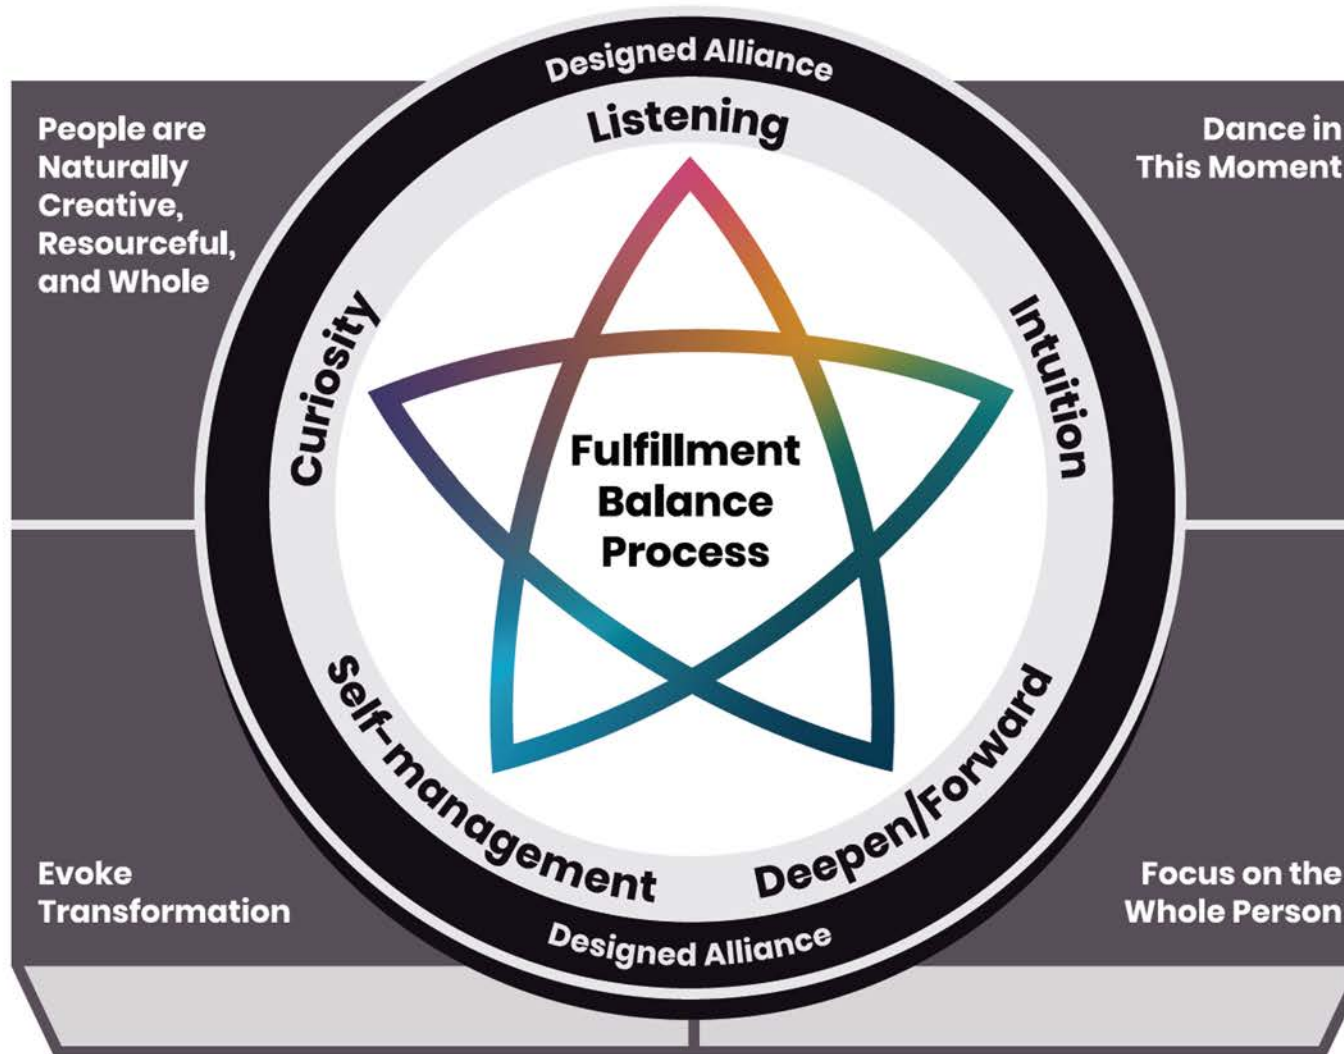 Designed Alliance
Listening
People are
Naturally
Creative,
Resourceful,
and Whole
Dance in
This Moment
Curiosity
Intuition
Fulfillment
Balance
Process
Self-management
Deepen/Forward
Evoke
Transformation
Focus on the
Whole Person
Designed Alliance